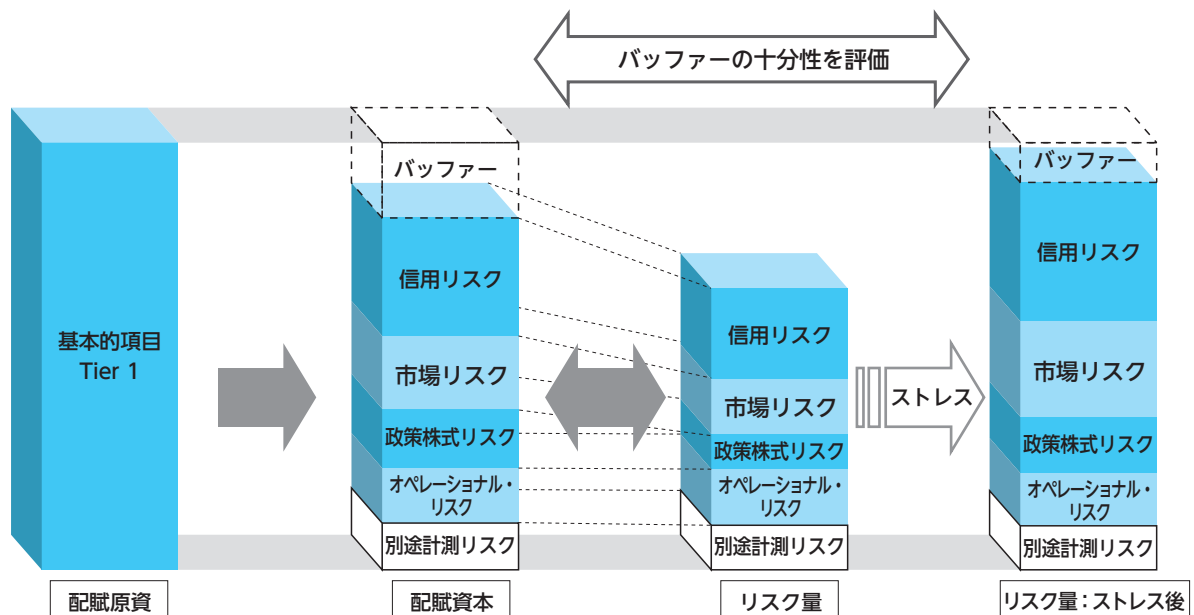 バッファーの十分性を評価
基本的項目
Tier 1
バッファー
信用リスク
市場リスク
政策株式リスク
オペレーショナル・
リスク
別途計測リスク
信用リスク
市場リスク
政策株式リスク
オペレーショナル・
リスク
別途計測リスク
ストレス
バッファー
信用リスク
市場リスク
政策株式リスク
オペレーショナル・
リスク
別途計測リスク
配賦原資
配賦資本
リスク量
リスク量：ストレス後